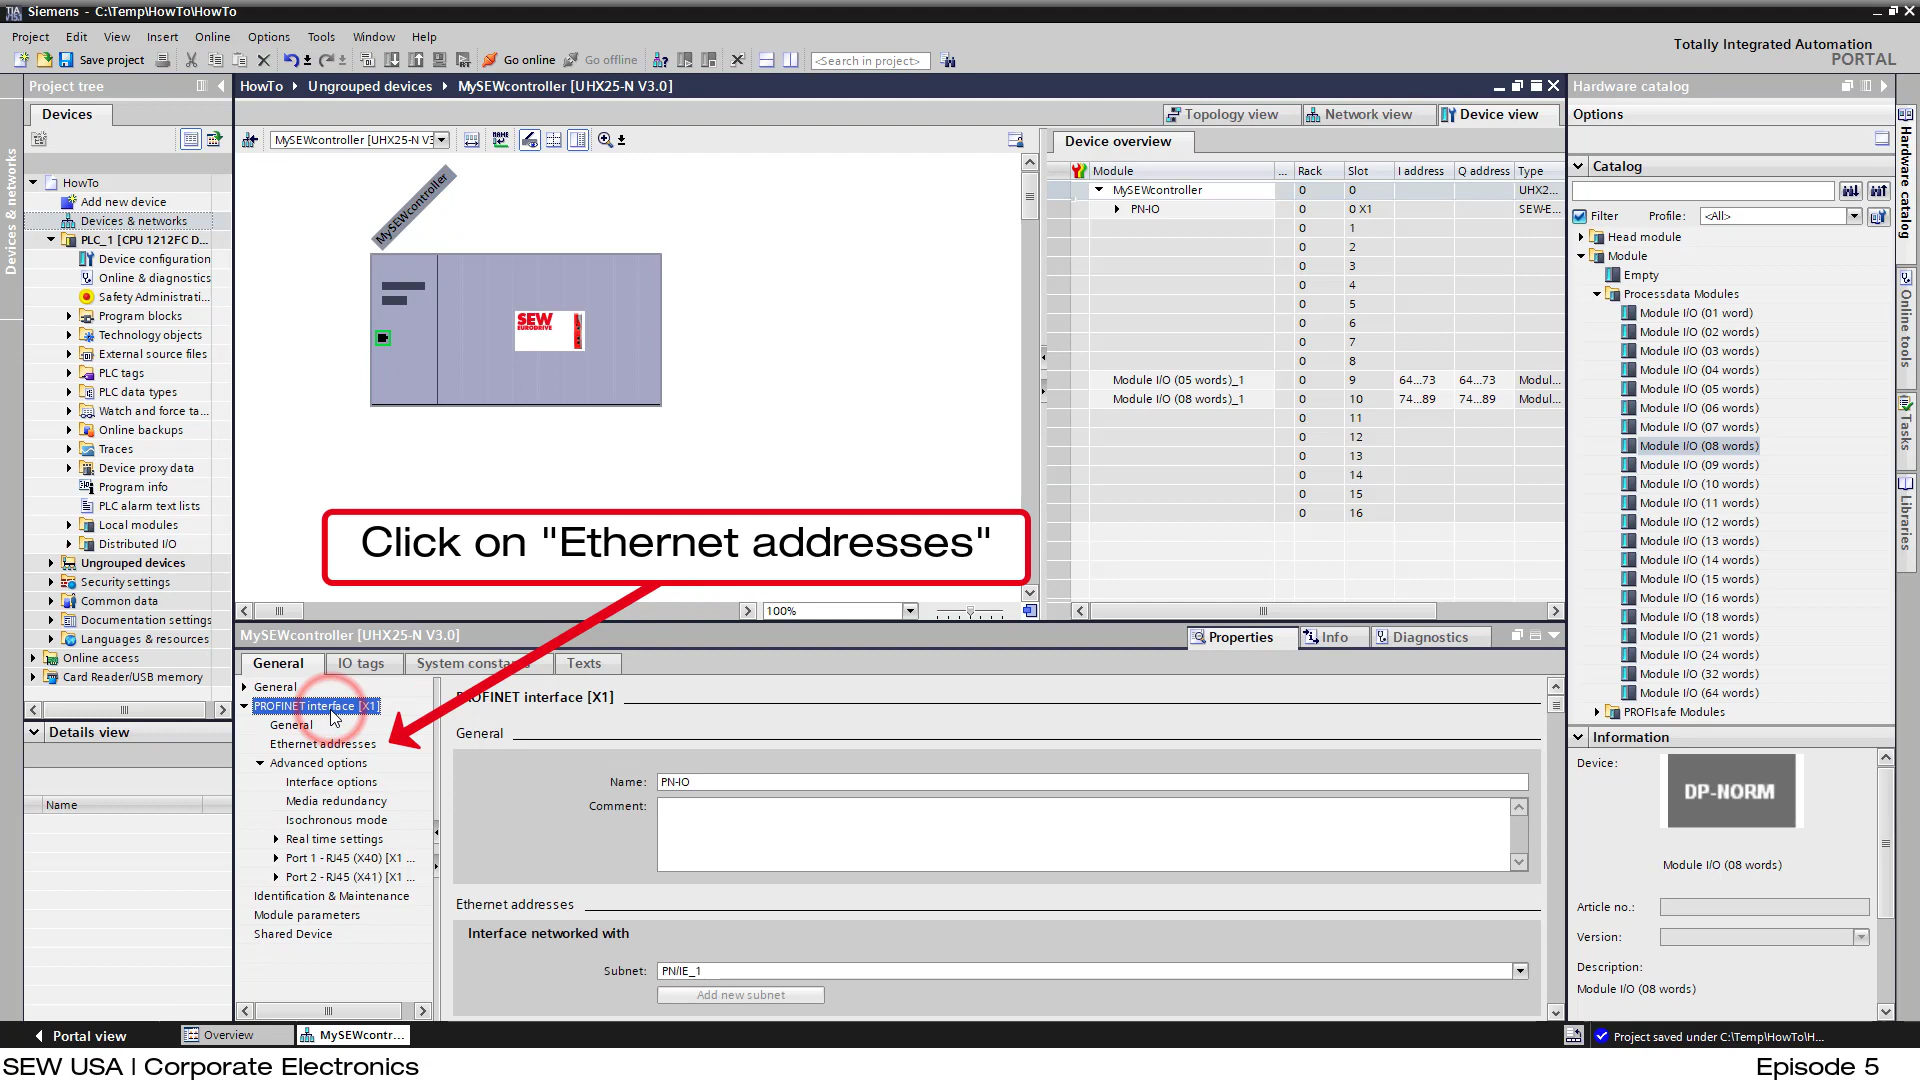 Siemens - C:\Temp\HowTo\HowTo
Project Edit View Insert Online Options Tools Window Help
Totally Integrated Automation
PORTAL
Save project
Go online
Go offline
<Search in project>
Project tree
HowTo Ungrouped devices MySEWcontroller [UHX25-N V3.0]
Hardware catalog
Devices
Topology view
Network view
Device view
Options
MySEWcontroller [UHX25-N V3
Device overview
Module ... Rack Slot I address Q address Type
MySEWcontroller 0 0 UHX2...
PN-IO 0 0 X1 SEW-E...
0 1
0 2
0 3
0 4
0 5
0 6
0 7
0 8
Module I/O (05 words)_1 0 9 64...73 64...73 Modul...
Module I/O (08 words)_1 0 10 74...89 74...89 Modul...
0 11
0 12
0 13
0 14
0 15
0 16
Devices & networks
HowTo
Add new device
Devices & networks
PLC_1 [CPU 1212FC D...
Device configuration
Online & diagnostics
Safety Administrati...
Program blocks
Technology objects
External source files
PLC tags
PLC data types
Watch and force ta...
Online backups
Traces
Device proxy data
Program info
PLC alarm text lists
Local modules
Distributed I/O
Ungrouped devices
Security settings
Common data
Documentation settings
Languages & resources
Online access
Card Reader/USB memory
Details view
Name
MySEWcontroller
SEW
EURODRIVE
Click on "Ethernet addresses"
100%
MySEWcontroller [UHX25-N V3.0]
Properties
Info
Diagnostics
General
IO tags
System constan
Texts
General
PROFINET interface [X1]
General
Ethernet addresses
Advanced options
Interface options
Media redundancy
Isochronous mode
Real time settings
Port 1 - RJ45 (X40) [X1 ...
Port 2 - RJ45 (X41) [X1 ...
Identification & Maintenance
Module parameters
Shared Device
PROFINET interface [X1]
General
Name: PN-IO
Comment:
Ethernet addresses
Interface networked with
Subnet: PN/IE_1
Add new subnet
Catalog
Filter Profile: <All>
Head module
Module
Empty
Processdata Modules
Module I/O (01 word)
Module I/O (02 words)
Module I/O (03 words)
Module I/O (04 words)
Module I/O (05 words)
Module I/O (06 words)
Module I/O (07 words)
Module I/O (08 words)
Module I/O (09 words)
Module I/O (10 words)
Module I/O (11 words)
Module I/O (12 words)
Module I/O (13 words)
Module I/O (14 words)
Module I/O (15 words)
Module I/O (16 words)
Module I/O (18 words)
Module I/O (21 words)
Module I/O (24 words)
Module I/O (32 words)
Module I/O (64 words)
PROFIsafe Modules
Information
Device:
DP-NORM
Module I/O (08 words)
Article no.:
Version:
Description:
Module I/O (08 words)
Hardware catalog
Online tools
Tasks
Libraries
Portal view
Overview
MySEWcontr...
Project saved under C:\Temp\HowTo\H...
SEW USA | Corporate Electronics
Episode 5